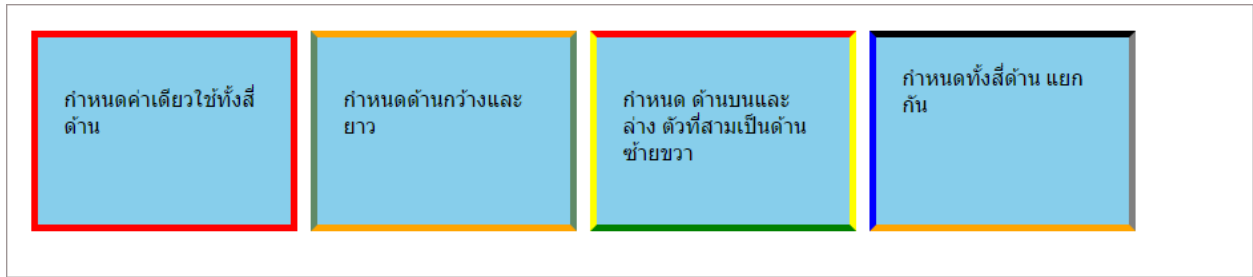 กำหนดค่าเดียวใช้ทั้งสี่
ด้าน
กำหนดด้านกว้างและ
ยาว
กำหนด ด้านบนและ
ล่าง ตัวที่สามเป็นด้าน
ซ้ายขวา
กำหนดทั้งสี่ด้าน แยก
กัน